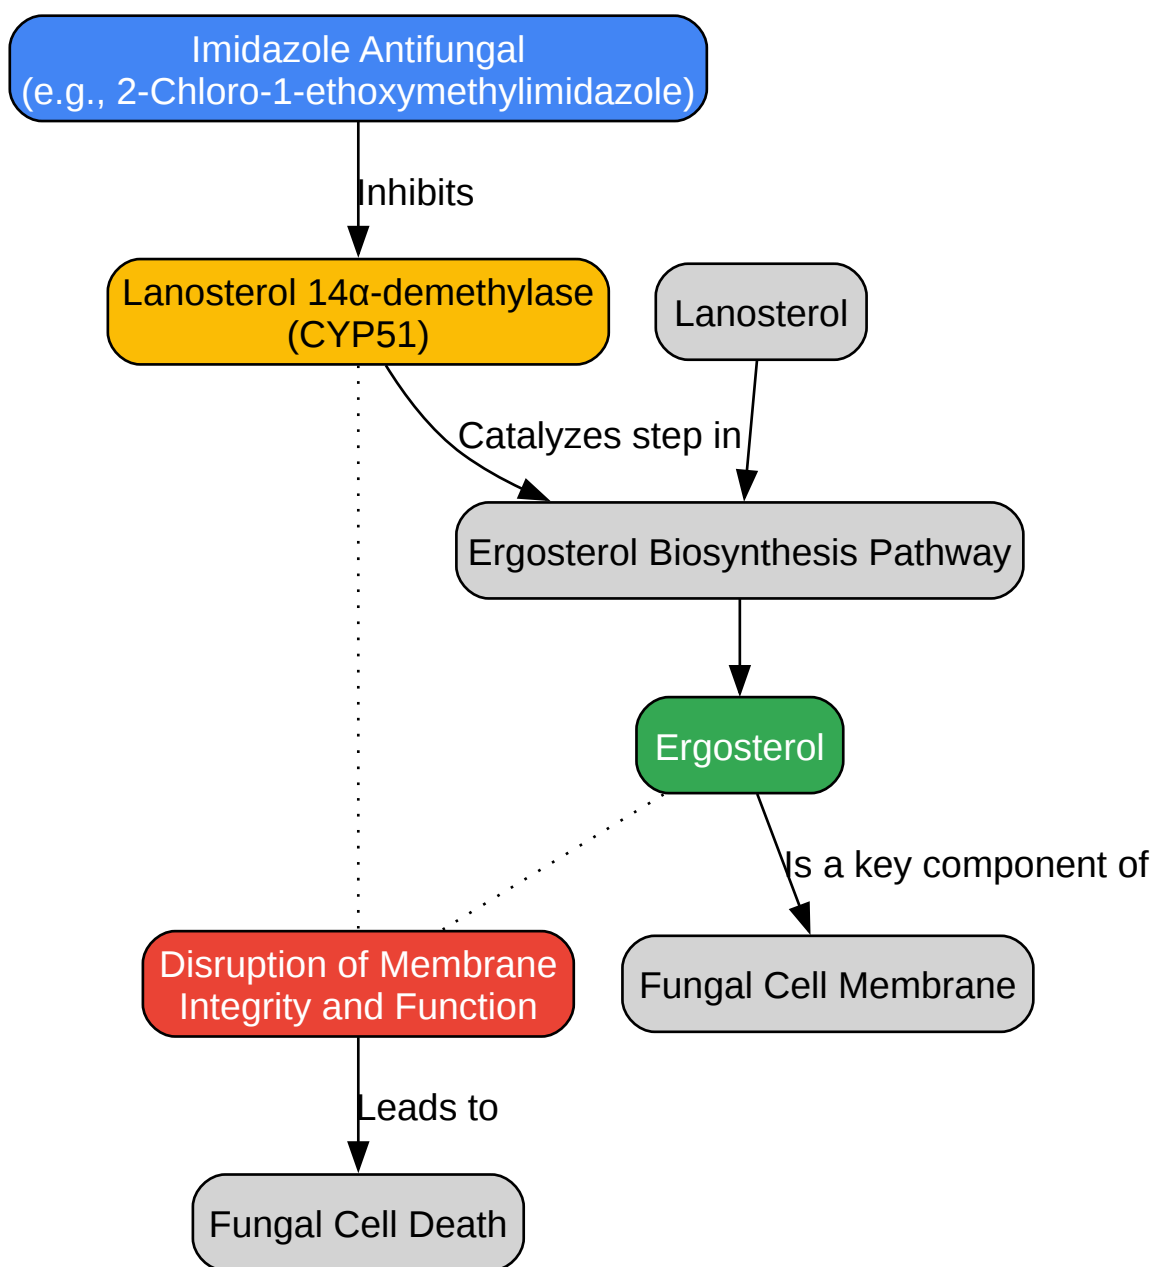 Imidazole Antifungal
(e.g., 2-Chloro-1-ethoxymethylimidazole)
Inhibits
Lanosterol 14α-demethylase
(CYP51)
Lanosterol
Catalyzes step in
Ergosterol Biosynthesis Pathway
Ergosterol
Is a key component of
Disruption of Membrane
Integrity and Function
Fungal Cell Membrane
Leads to
Fungal Cell Death